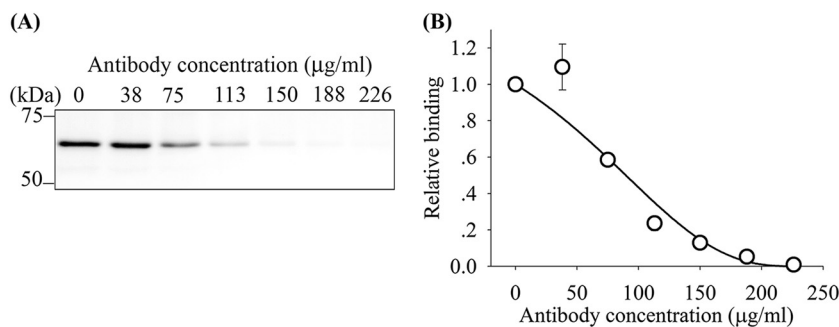 (A)
Antibody concentration (μg/ml)
(kDa) 0 38 75 113 150 188 226
75
50
(B)
Relative binding
1.2
1.0
.8
.6
.4
.2
0.0
0 50 100 150 200 250
Antibody concentration (μg/ml)